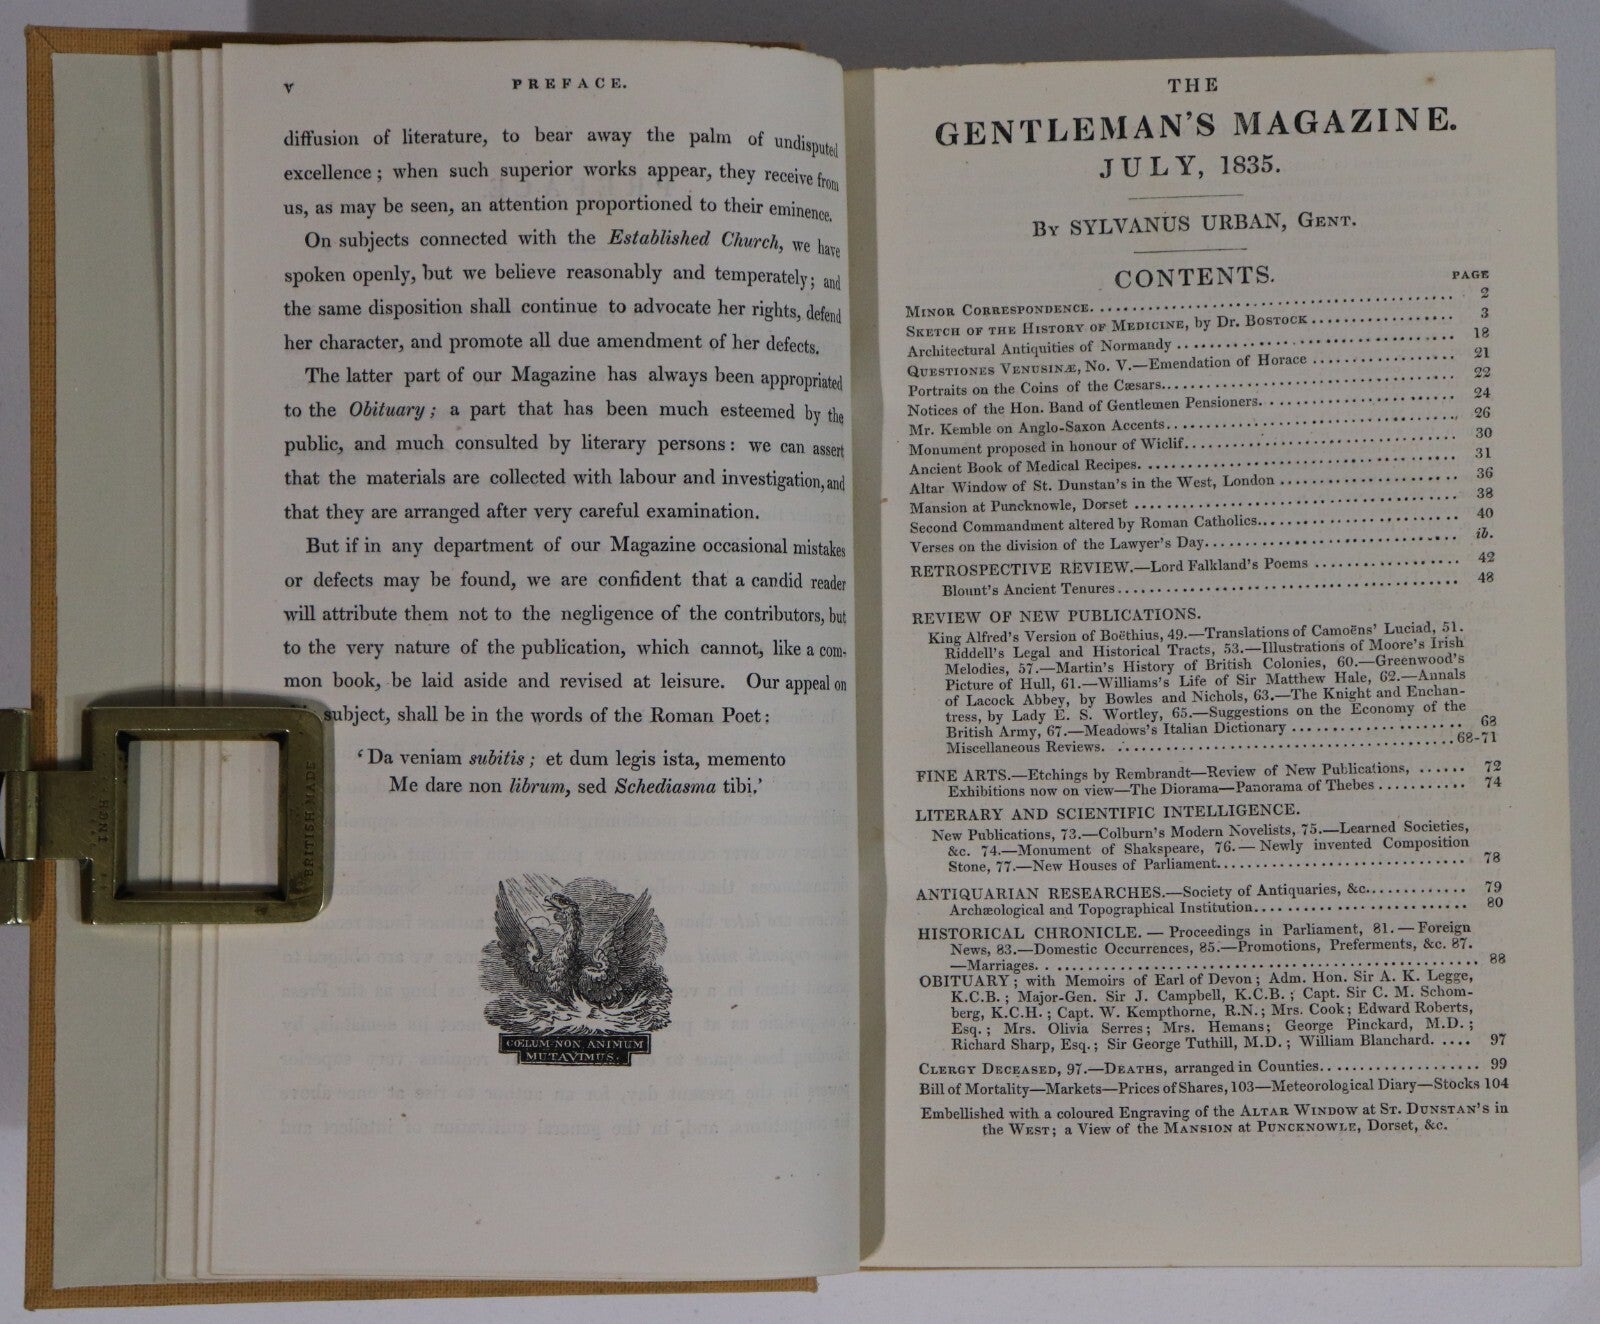 v PREFACE.
diffusion of literature, to bear away the palm of undisputed
excellence; when such superior works appear, they receive from
us, as may be seen, an attention proportioned to their eminence.
On subjects connected with the Established Church, we have
spoken openly, but we believe reasonably and temperately; and
the same disposition shall continue to advocate her rights, defend
her character, and promote all due amendment of her defects.
The latter part of our Magazine has always been appropriated
to the Obituary; a part that has been much esteemed by the
public, and much consulted by literary persons: we can assert
that the materials are collected with labour and investigation, and
that they are arranged after very careful examination.
But if in any department of our Magazine occasional mistakes
or defects may be found, we are confident that a candid reader
will attribute them not to the negligence of the contributors, but
to the very nature of the publication, which cannot, like a com-
mon book, be laid aside and revised at leisure. Our appeal on
subject, shall be in the words of the Roman Poet:
‘Da veniam subitis; et dum legis ista, memento
Me dare non librum, sed Schediasma tibi.’
CŒLUM NON ANIMUM
MUTAVIMUS.
INCH
BRITISH MADE
THE
GENTLEMAN'S MAGAZINE.
JULY, 1835.
By SYLVANUS URBAN, Gent.
CONTENTS.
PAGE
Minor Correspondence. 2
Sketch of the History of Medicine, by Dr. Bostock 3
Architectural Antiquities of Normandy 18
Questiones Venusinæ, No. V.—Emendation of Horace 21
Portraits on the Coins of the Cæsars. 22
Notices of the Hon. Band of Gentlemen Pensioners. 24
Mr. Kemble on Anglo-Saxon Accents. 26
Monument proposed in honour of Wiclif. 30
Ancient Book of Medical Recipes. 31
Altar Window of St. Dunstan's in the West, London 36
Mansion at Puncknowle, Dorset 38
Second Commandment altered by Roman Catholics. 40
Verses on the division of the Lawyer's Day. ib.
RETROSPECTIVE REVIEW.—Lord Falkland's Poems 42
Blount's Ancient Tenures 48
REVIEW OF NEW PUBLICATIONS.
King Alfred's Version of Boëthius, 49.—Translations of Camoëns' Luciad, 51.
Riddell's Legal and Historical Tracts, 53.—Illustrations of Moore's Irish
Melodies, 57.—Martin's History of British Colonies, 60.—Greenwood's
Picture of Hull, 61.—Williams's Life of Sir Matthew Hale, 62.—Annals
of Lacock Abbey, by Bowles and Nichols, 63.—The Knight and Enchan-
tress, by Lady E. S. Wortley, 65.—Suggestions on the Economy of the
British Army, 67.—Meadows's Italian Dictionary 68
Miscellaneous Reviews. 68-71
FINE ARTS.—Etchings by Rembrandt—Review of New Publications, 72
Exhibitions now on view—The Diorama—Panorama of Thebes 74
LITERARY AND SCIENTIFIC INTELLIGENCE.
New Publications, 73.—Colburn's Modern Novelists, 75.—Learned Societies,
&c. 74.—Monument of Shakspeare, 76.—Newly invented Composition
Stone, 77.—New Houses of Parliament. 78
ANTIQUARIAN RESEARCHES.—Society of Antiquaries, &c. 79
Archæological and Topographical Institution. 80
HISTORICAL CHRONICLE.—Proceedings in Parliament, 81.—Foreign
News, 83.—Domestic Occurrences, 85.—Promotions, Preferments, &c. 87.
—Marriages. 88
OBITUARY; with Memoirs of Earl of Devon; Adm. Hon. Sir A. K. Legge,
K.C.B.; Major-Gen. Sir J. Campbell, K.C.B.; Capt. Sir C. M. Schom-
berg, K.C.H.; Capt. W. Kempthorne, R.N.; Mrs. Cook; Edward Roberts,
Esq.; Mrs. Olivia Serres; Mrs. Hemans; George Pinckard, M.D.;
Richard Sharp, Esq.; Sir George Tuthill, M.D.; William Blanchard. 97
Clergy Deceased, 97.—Deaths, arranged in Counties. 99
Bill of Mortality—Markets—Prices of Shares, 103—Meteorological Diary—Stocks 104
Embellished with a coloured Engraving of the Altar Window at St. Dunstan's in
the West; a View of the Mansion at Puncknowle, Dorset, &c.